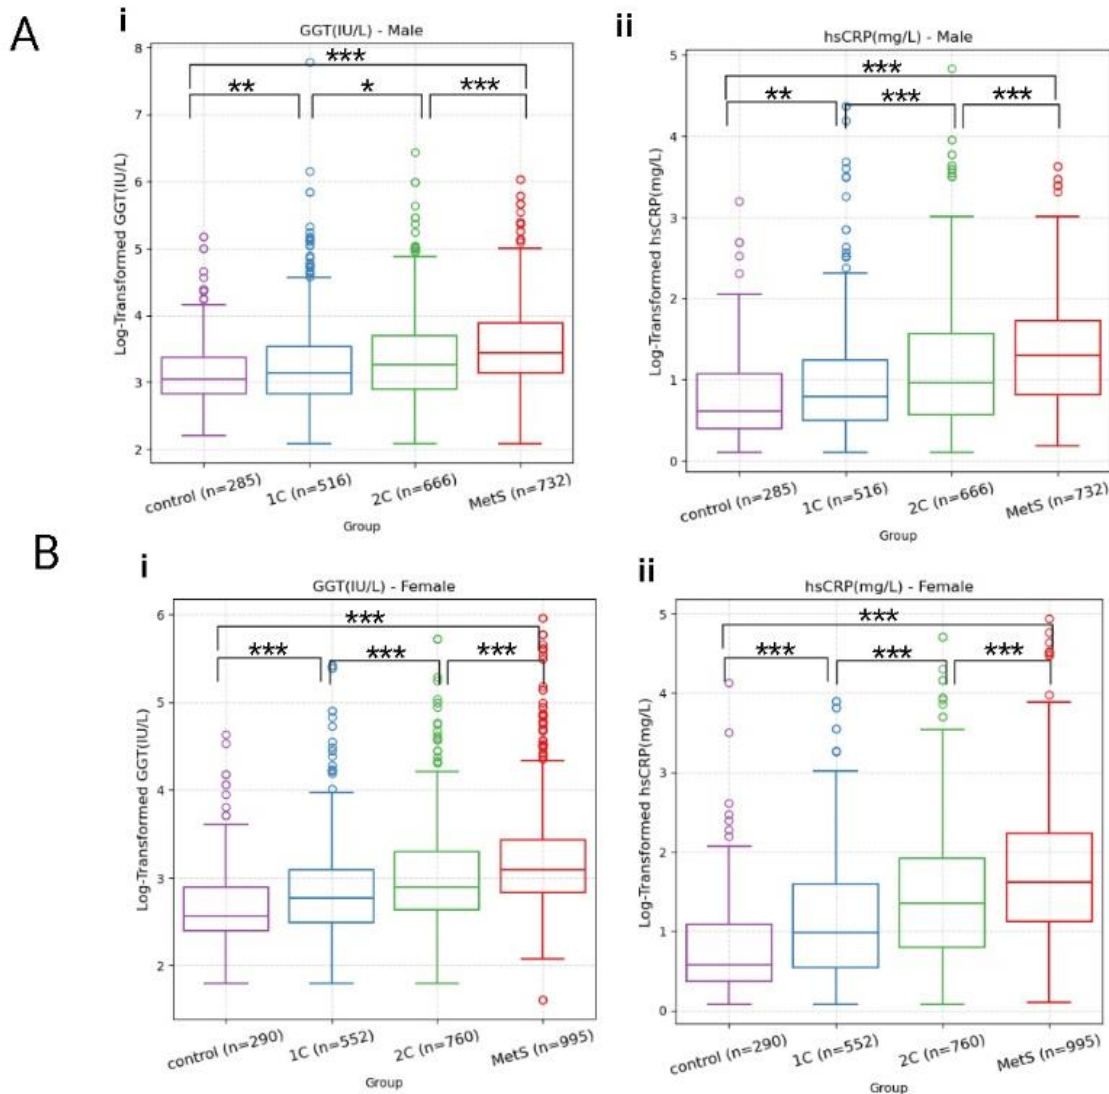 A
i
GGT(IU/L) - Male
***
**
*
***
Log-Transformed GGT(IU/L)
8
7
6
5
4
3
2
control (n=285)
1C (n=516)
2C (n=666)
MetS (n=732)
Group
ii
hsCRP(mg/L) - Male
***
**
***
***
Log-Transformed hsCRP(mg/L)
5
4
3
2
1
0
control (n=285)
1C (n=516)
2C (n=666)
MetS (n=732)
Group
B
i
GGT(IU/L) - Female
***
***
***
***
Log-Transformed GGT(IU/L)
6
5
4
3
2
control (n=290)
1C (n=552)
2C (n=760)
MetS (n=995)
Group
ii
hsCRP(mg/L) - Female
***
***
***
***
Log-Transformed hsCRP(mg/L)
5
4
3
2
1
0
control (n=290)
1C (n=552)
2C (n=760)
MetS (n=995)
Group